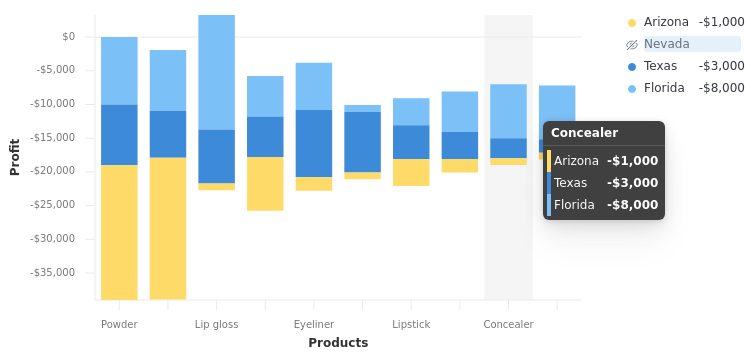 $0
-$5,000
-$10,000
-$15,000
-$20,000
-$25,000
-$30,000
-$35,000
Profit
Powder
Lip gloss
Eyeliner
Lipstick
Concealer
Products
Arizona -$1,000
Nevada
Texas -$3,000
Florida -$8,000
Concealer
Arizona -$1,000
Texas -$3,000
Florida -$8,000